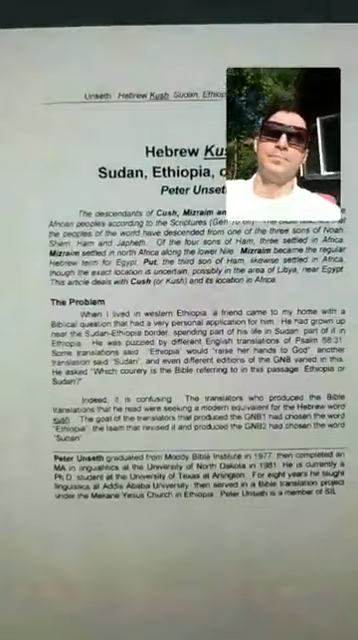 Unseth Hebrew Kush Sudan, Ethiop
Hebrew Kus
Sudan, Ethiopia, o
Peter Unset
The descendants of Cush, Mizraim an
African peoples according to the Scriptures (Gen
the peoples of the world have descended from one of the three sons of Noah
Shem, Ham and Japheth. Of the four sons of Ham, three settled in Africa
Mizraim settled in north Africa along the lower Nile. Mizraim became the regular
Hebrew term for Egypt. Put, the third son of Ham, likewise settled in Africa,
though the exact location is uncertain, possibly in the area of Libya, near Egypt
This article deals with Cush (or Kush) and its location in Africa.
The Problem
When I lived in western Ethiopia, a friend came to my home with a
Biblical question that had a very personal application for him. He had grown up
near the Sudan-Ethiopia border, spending part of his life in Sudan, part of it in
Ethiopia. He was puzzled by different English translations of Psalm 68:31
Some translations said 'Ethiopia' would "raise her hands to God" another
translation said "Sudan", and even different editions of the GNB varied in this.
He asked "Which country is the Bible referring to in this passage, Ethiopia or
Sudan?"
Indeed, it is confusing. The translators who produced the Bible
translations that he read were seeking a modern equivalent for the Hebrew word
kush. The goal of the translators that produced the GNB1 had chosen the word
"Ethiopia", the team that revised it and produced the GNB2 had chosen the word
"Sudan"
Peter Unseth graduated from Moody Bible Institute in 1977, then completed an
MA in linguistics at the University of North Dakota in 1981. He is currently a
Ph.D. student at the University of Texas at Arlington. For eight years he taught
linguistics at Addis Ababa University, then served in a Bible translation project
under the Mekane Yesus Church in Ethiopia. Peter Unseth is a member of SIL